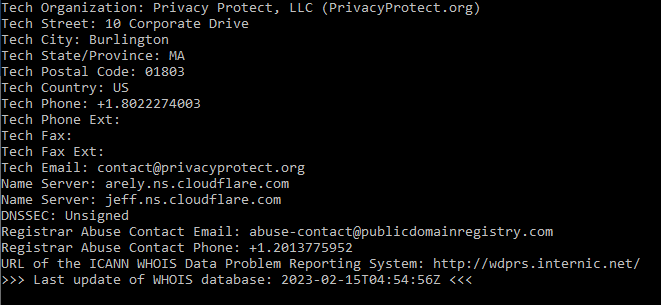 Tech Organization: Privacy Protect, LLC (PrivacyProtect.org)
Tech Street: 10 Corporate Drive
Tech City: Burlington
Tech State/Province: MA
Tech Postal Code: 01803
Tech Country: US
Tech Phone: +1.8022274003
Tech Phone Ext:
Tech Fax:
Tech Fax Ext:
Tech Email: contact@privacyprotect.org
Name Server: arely.ns.cloudflare.com
Name Server: jeff.ns.cloudflare.com
DNSSEC: Unsigned
Registrar Abuse Contact Email: abuse-contact@publicdomainregistry.com
Registrar Abuse Contact Phone: +1.2013775952
URL of the ICANN WHOIS Data Problem Reporting System: http://wdprs.internic.net/
>>> Last update of WHOIS database: 2023-02-15T04:54:56Z <<<